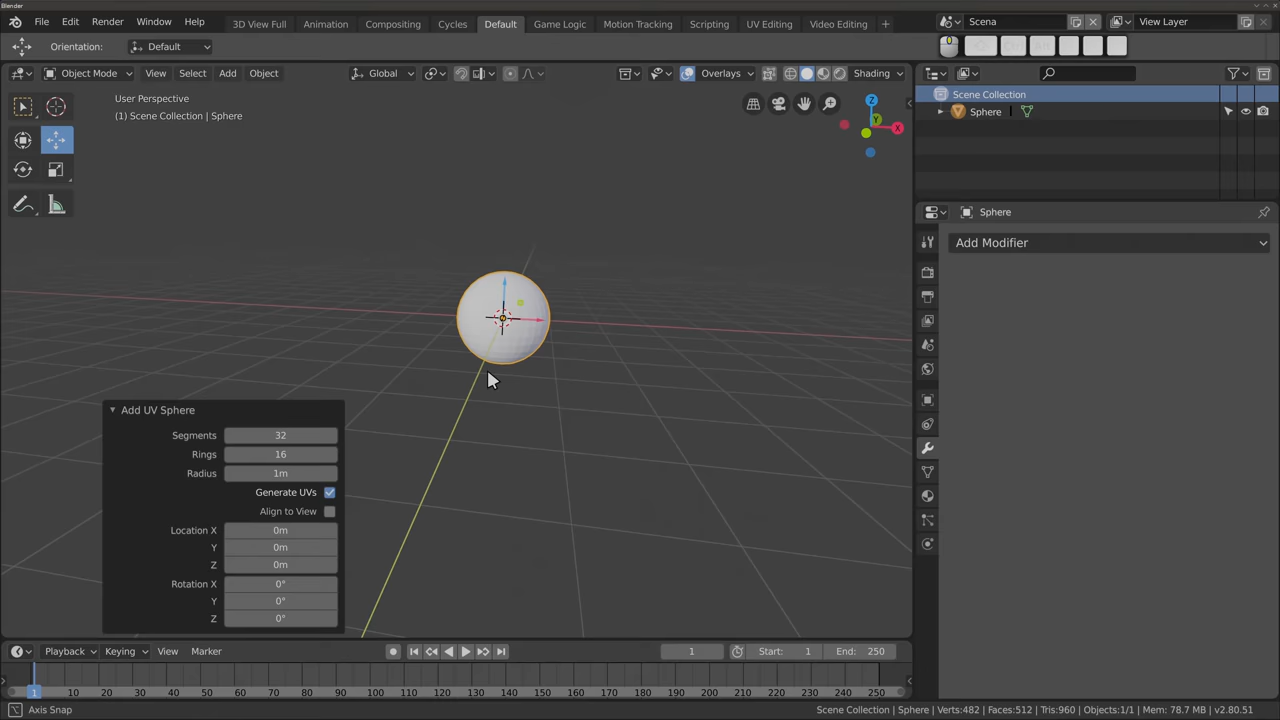 Blender
File Edit Render Window Help
3D View Full Animation Compositing Cycles Default Game Logic Motion Tracking Scripting UV Editing Video Editing +
Scena
View Layer
Orientation: Default
Object Mode View Select Add Object
Global
Overlays
Shading
User Perspective
(1) Scene Collection | Sphere
Z
Y
X
Scene Collection
Sphere
Sphere
Add Modifier
Add UV Sphere
Segments 32
Rings 16
Radius 1m
Generate UVs
Align to View
Location X 0m
Y 0m
Z 0m
Rotation X 0°
Y 0°
Z 0°
Playback Keying View Marker
1
Start: 1
End: 250
1 10 20 30 40 50 60 70 80 90 100 110 120 130 140 150 160 170 180 190 200 210 220 230 240 250
Axis Snap
Scene Collection | Sphere | Verts:482 | Faces:512 | Tris:960 | Objects:1/1 | Mem: 78.7 MB | v2.80.51